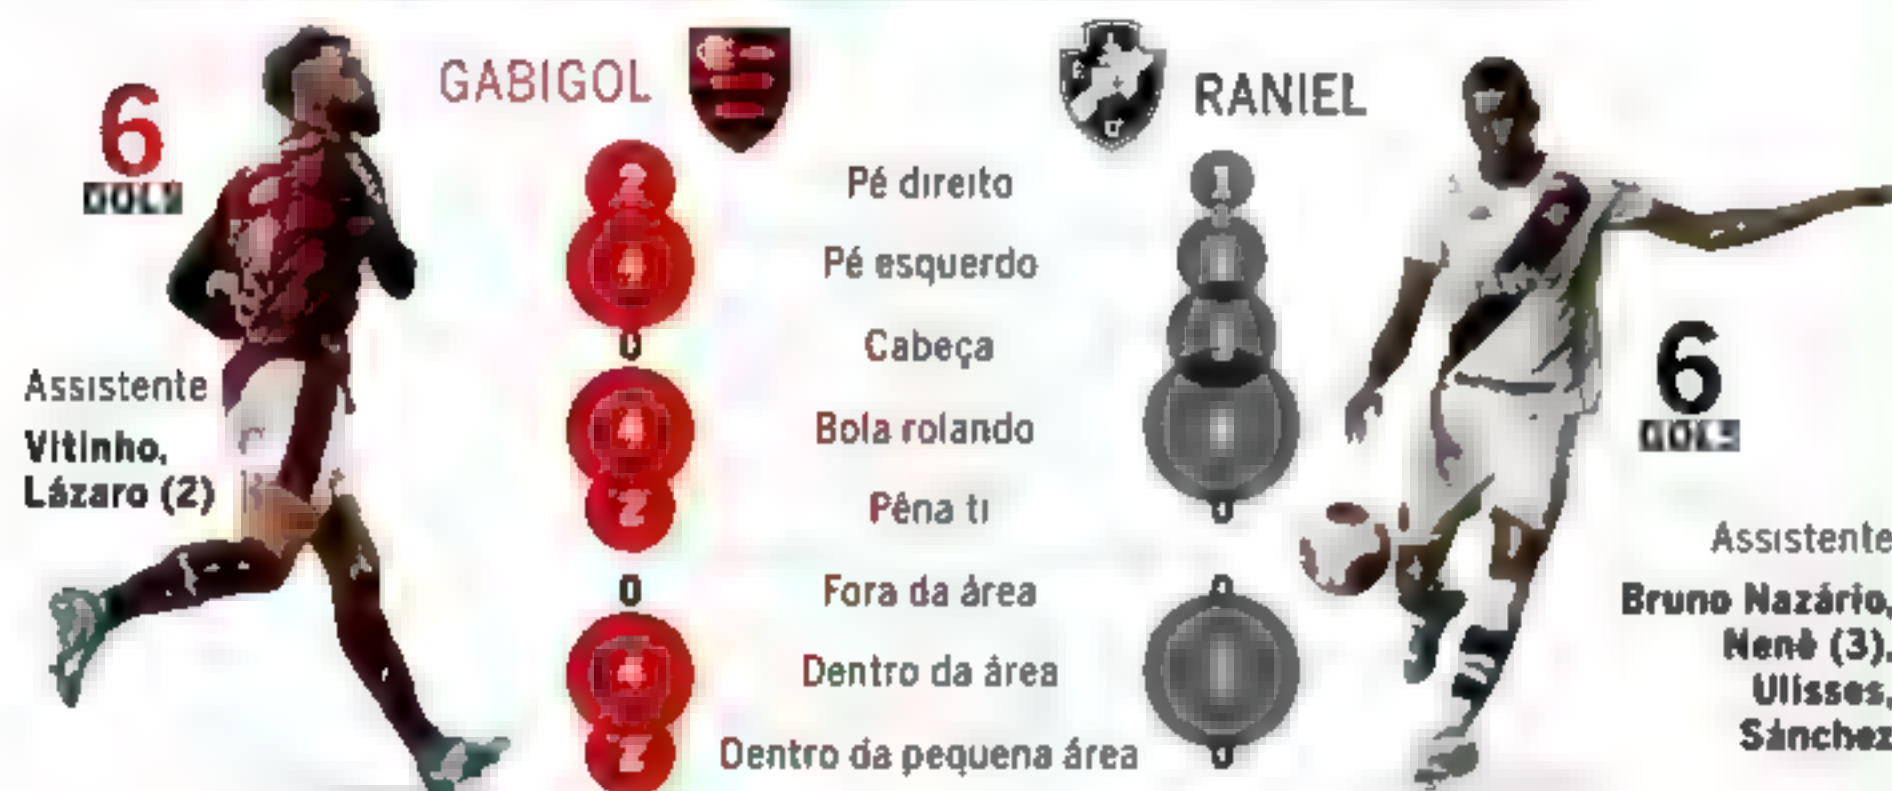 GABIGOL
RANIEL
6
GOLS
2 Pé direito 1
4 Pé esquerdo
0 Cabeça
4 Bola rolando
2 Pênalti 0
0 Fora da área 0
4 Dentro da área
2 Dentro da pequena área 0
Assistente
Vitinho,
Lázaro (2)
6
GOLS
Assistente
Bruno Nazário,
Nenê (3),
Ulisses,
Sánchez